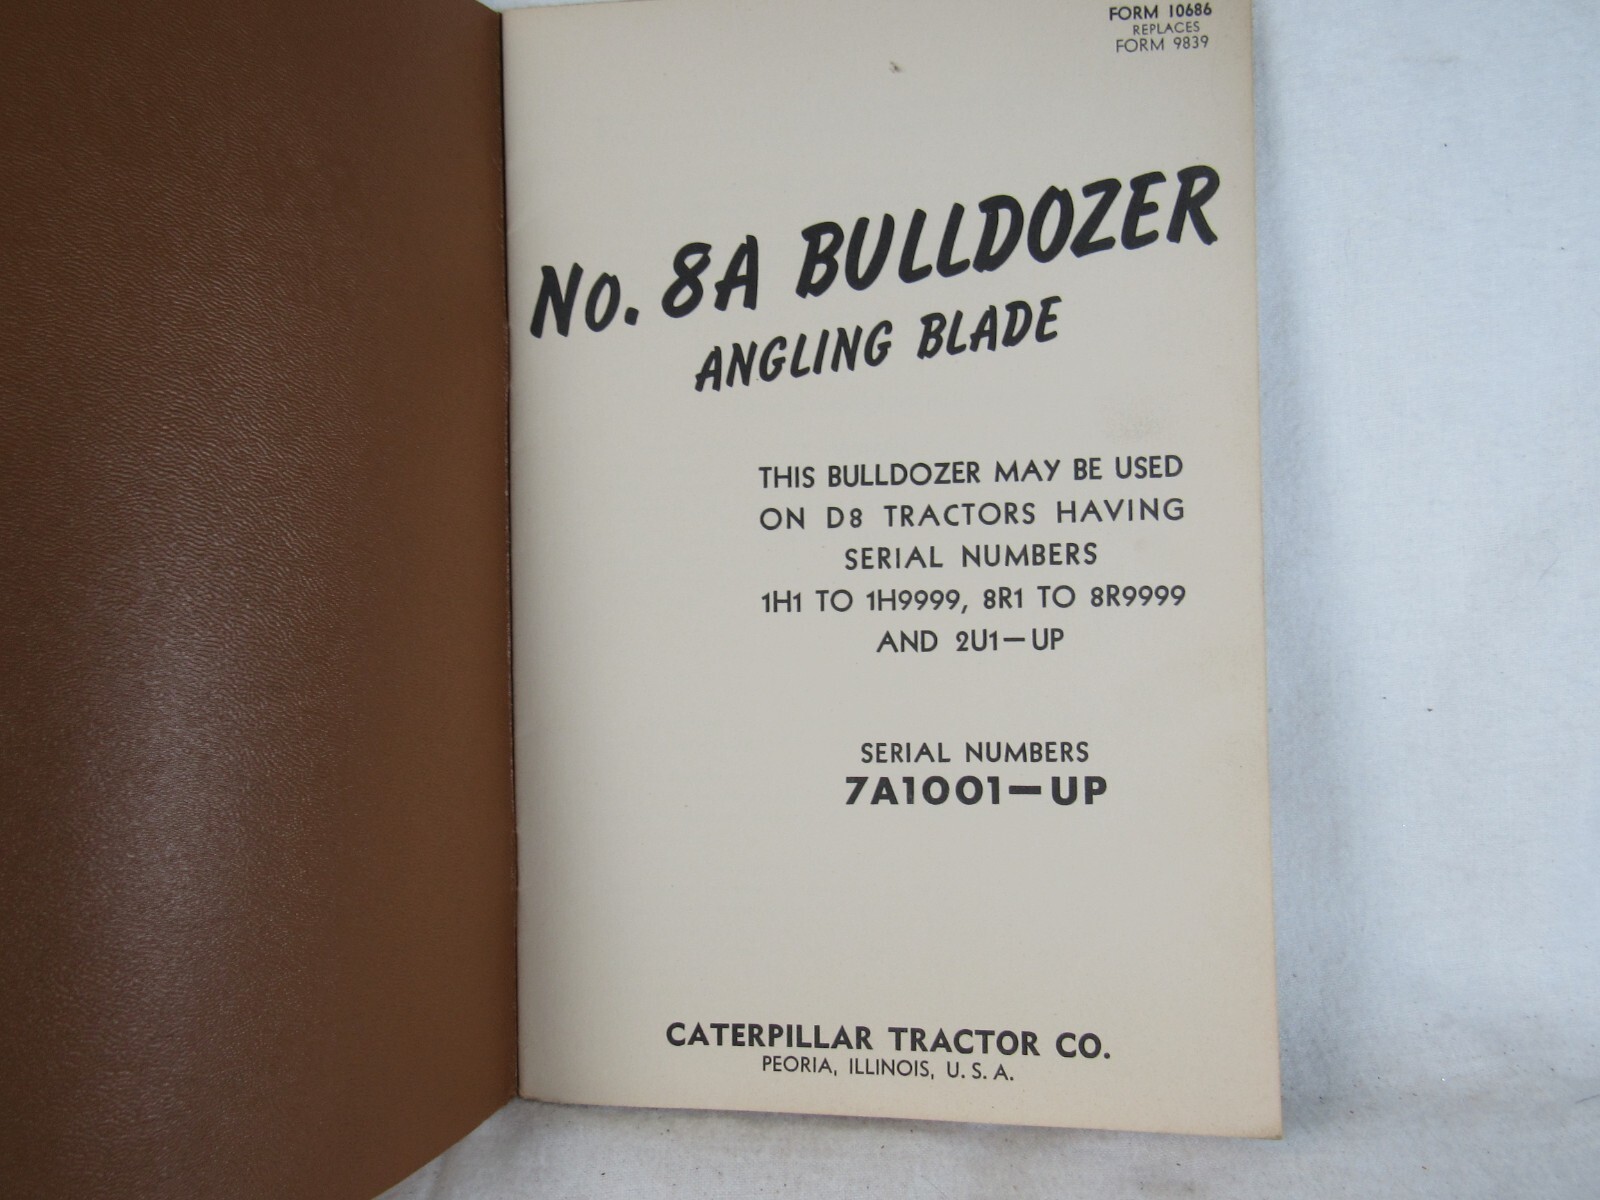 FORM 10686
REPLACES
FORM 9839
No. 8A BULLDOZER
ANGLING BLADE
THIS BULLDOZER MAY BE USED
ON D8 TRACTORS HAVING
SERIAL NUMBERS
1H1 TO 1H9999, 8R1 TO 8R9999
AND 2U1—UP
SERIAL NUMBERS
7A1001—UP
CATERPILLAR TRACTOR CO.
PEORIA, ILLINOIS, U. S. A.